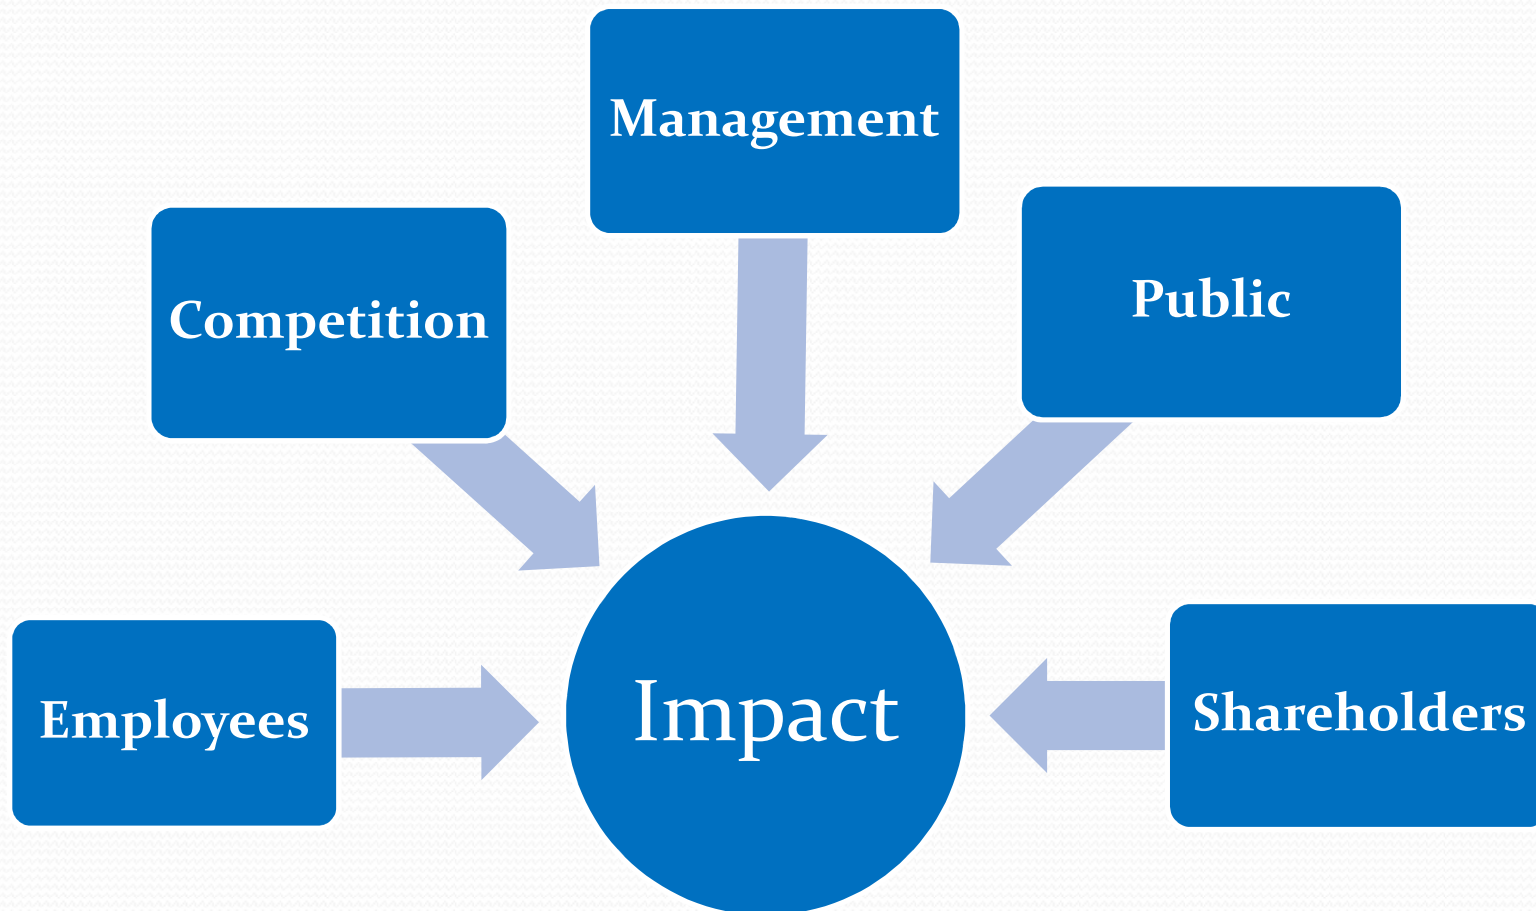 Management
Public
Competition
Employees
Impact
Shareholders